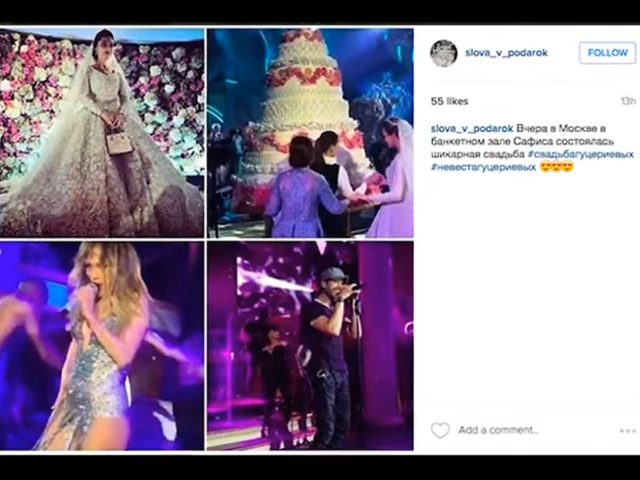 slova_v_podarok
FOLLOW
55 likes
13h
slova_v_podarok Вчера в Москве в
банкетном зале Сафиса состоялась
шикарная свадьба #свадьбагуцериевых
#невестагуцериевых 😍😍😍
Add a comment...